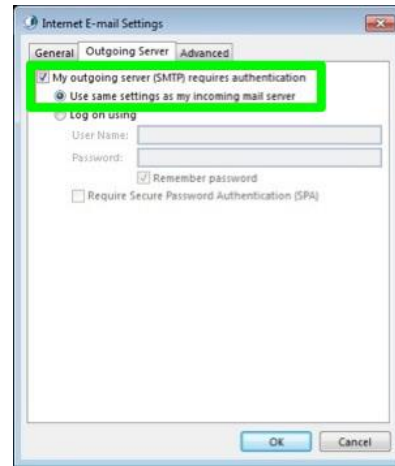 Internet E-mail Settings
General Outgoing Server Advanced
My outgoing server (SMTP) requires authentication
Use same settings as my incoming mail server
Log on using
User Name:
Password:
Remember password
Require Secure Password Authentication (SPA)
OK Cancel